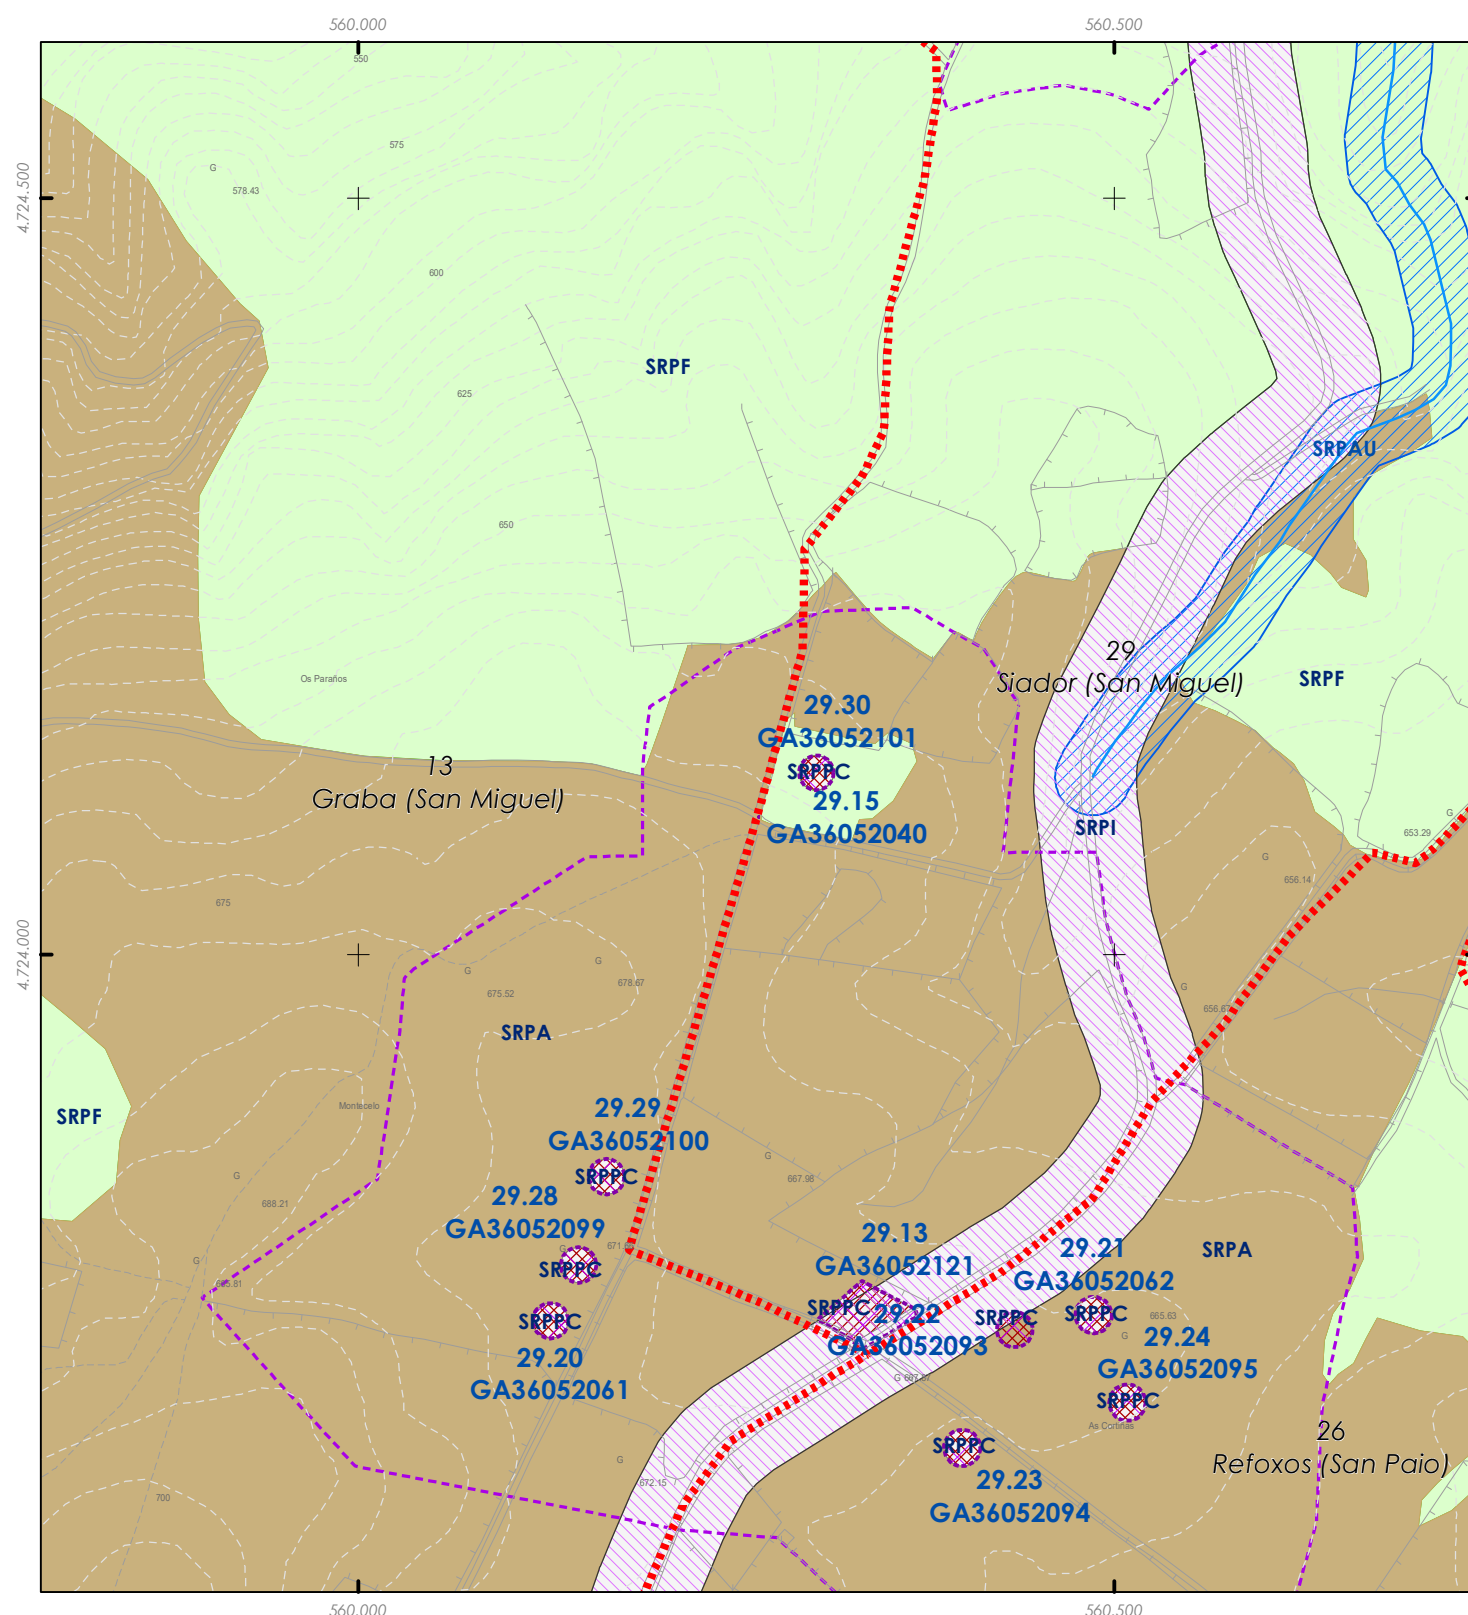 560.000
560.500
550
575
G
4.724.500
578.43
600
SRPF
625
SRPAU
650
29
Siador (San Miguel)
Os Paraños
SRPF
29.30
GA36052101
13
SRPPC
Graba (San Miguel)
29.15
GA36052040
SRPI
G
653.29
G
656.14
675
4.724.000
G
G
678.67
675.52
G
SRPA
SRPF
Montecelo
29.29
GA36052100
G
667.98
SRPPC
G
688.21
29.28
GA36052099
29.13
GA36052121
29.21
GA36052062
SRPA
G
G
SRPPC
SRPPC
29.22
GA36052093
SRPPC
SRPPC
665.63
G
SRPPC
29.20
GA36052061
29.24
GA36052095
G
SRPPC
As Cortiñas
26
Refoxos (San Paio)
SRPPC
G
672.15
29.23
GA36052094
700
560.000
560.500